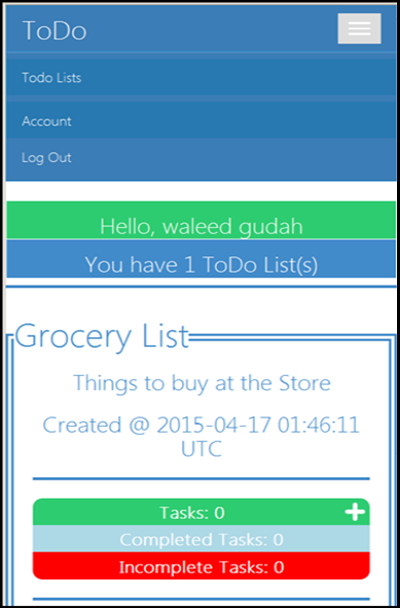 ToDo
Todo Lists
Account
Log Out
Hello, waleed gudah
You have 1 ToDo List(s)
Grocery List
Things to buy at the Store
Created @ 2015-04-17 01:46:11
UTC
Tasks: 0
Completed Tasks: 0
Incomplete Tasks: 0